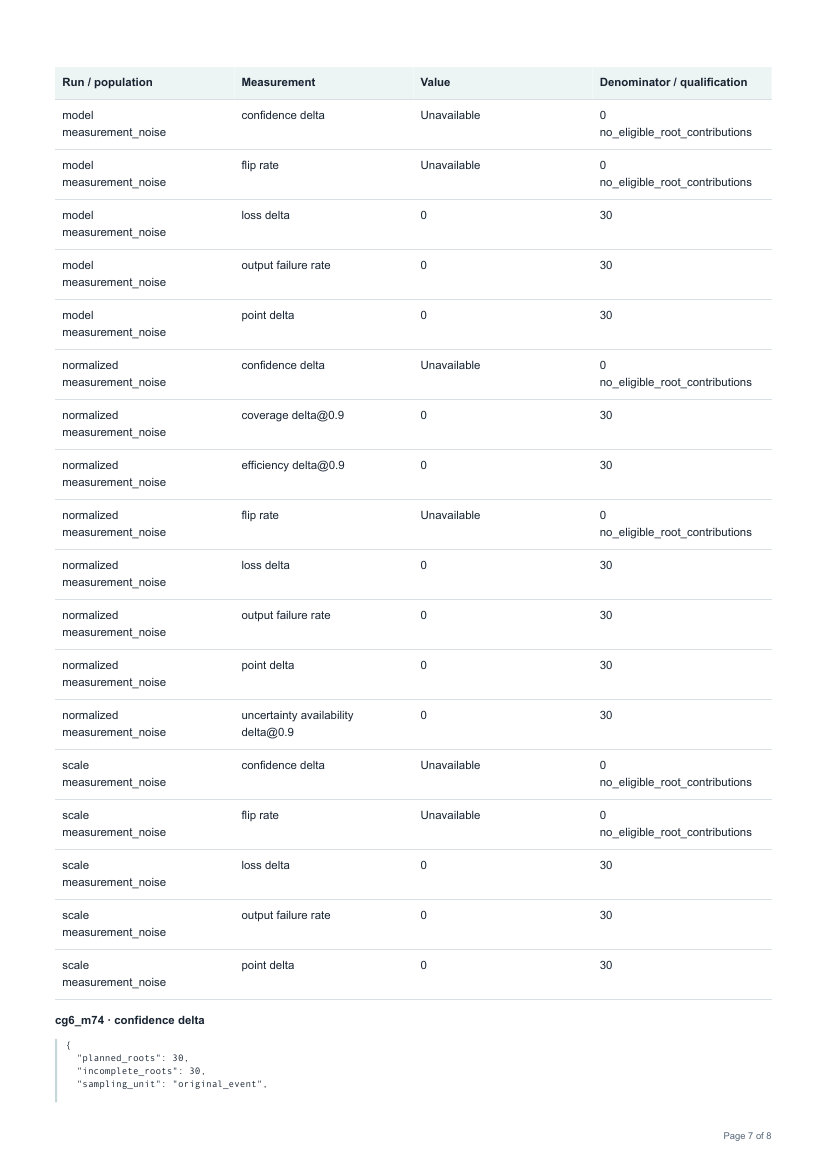 Run / population Measurement Value Denominator / qualification
model confidence delta Unavailable 0
measurement_noise no_eligible_root_contributions
model flip rate Unavailable 0
measurement_noise no_eligible_root_contributions
model loss delta 0 30
measurement_noise
model output failure rate 0 30
measurement_noise
model point delta 0 30
measurement_noise
normalized confidence delta Unavailable 0
measurement_noise no_eligible_root_contributions
normalized coverage delta@0.9 0 30
measurement_noise
normalized efficiency delta@0.9 0 30
measurement_noise
normalized flip rate Unavailable 0
measurement_noise no_eligible_root_contributions
normalized loss delta 0 30
measurement_noise
normalized output failure rate 0 30
measurement_noise
normalized point delta 0 30
measurement_noise
normalized uncertainty availability 0 30
measurement_noise delta@0.9
scale confidence delta Unavailable 0
measurement_noise no_eligible_root_contributions
scale flip rate Unavailable 0
measurement_noise no_eligible_root_contributions
scale loss delta 0 30
measurement_noise
scale output failure rate 0 30
measurement_noise
scale point delta 0 30
measurement_noise
cg6_m74 · confidence delta
{
"planned_roots": 30,
"incomplete_roots": 30,
"sampling_unit": "original_event",
Page 7 of 8